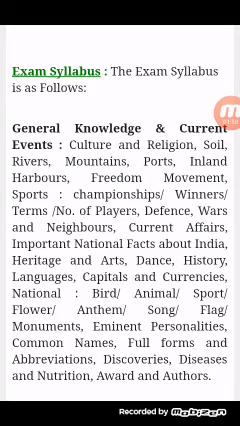 Exam Syllabus : The Exam Syllabus
is as Follows:
General Knowledge & Current
Events : Culture and Religion, Soil,
Rivers, Mountains, Ports, Inland
Harbours, Freedom Movement,
Sports : championships/ Winners/
Terms /No. of Players, Defence, Wars
and Neighbours, Current Affairs,
Important National Facts about India,
Heritage and Arts, Dance, History,
Languages, Capitals and Currencies,
National : Bird/ Animal/ Sport/
Flower/ Anthem/ Song/ Flag/
Monuments, Eminent Personalities,
Common Names, Full forms and
Abbreviations, Discoveries, Diseases
and Nutrition, Award and Authors.
Recorded by mobizen